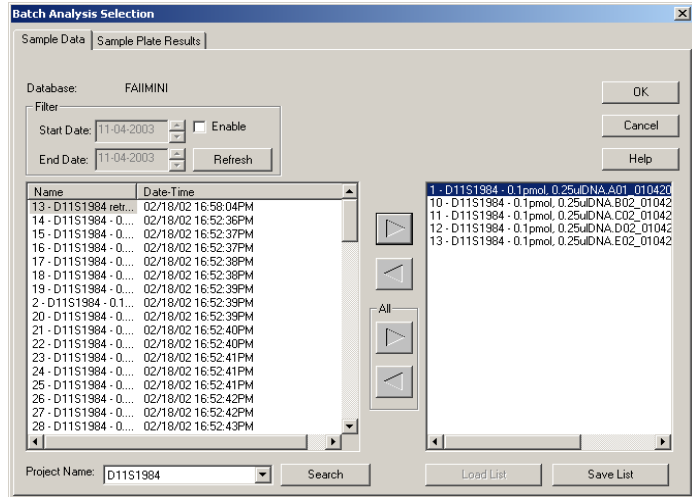 Batch Analysis Selection
Sample Data
Sample Plate Results
Database: FAIIMINI
Filter
Start Date: 11-04-2003
Enable
End Date: 11-04-2003
Refresh
OK
Cancel
Help
Name Date-Time
13 - D11S1984 retr... 02/18/02 16:58:04PM
14 - D11S1984 - 0.... 02/18/02 16:52:36PM
15 - D11S1984 - 0.... 02/18/02 16:52:37PM
16 - D11S1984 - 0.... 02/18/02 16:52:37PM
17 - D11S1984 - 0.... 02/18/02 16:52:38PM
18 - D11S1984 - 0.... 02/18/02 16:52:38PM
19 - D11S1984 - 0.... 02/18/02 16:52:39PM
2 - D11S1984 - 0.1... 02/18/02 16:52:39PM
20 - D11S1984 - 0.... 02/18/02 16:52:39PM
21 - D11S1984 - 0.... 02/18/02 16:52:40PM
22 - D11S1984 - 0.... 02/18/02 16:52:40PM
23 - D11S1984 - 0.... 02/18/02 16:52:41PM
24 - D11S1984 - 0.... 02/18/02 16:52:41PM
25 - D11S1984 - 0.... 02/18/02 16:52:41PM
26 - D11S1984 - 0.... 02/18/02 16:52:42PM
27 - D11S1984 - 0.... 02/18/02 16:52:42PM
28 - D11S1984 - 0.... 02/18/02 16:52:43PM
All
1 - D11S1984 - 0.1pmol, 0.25ulDNA.A01_010420
10 - D11S1984 - 0.1pmol, 0.25ulDNA.B02_01042
11 - D11S1984 - 0.1pmol, 0.25ulDNA.C02_01042
12 - D11S1984 - 0.1pmol, 0.25ulDNA.D02_01042
13 - D11S1984 - 0.1pmol, 0.25ulDNA.E02_01042
Project Name: D11S1984
Search
Load List
Save List